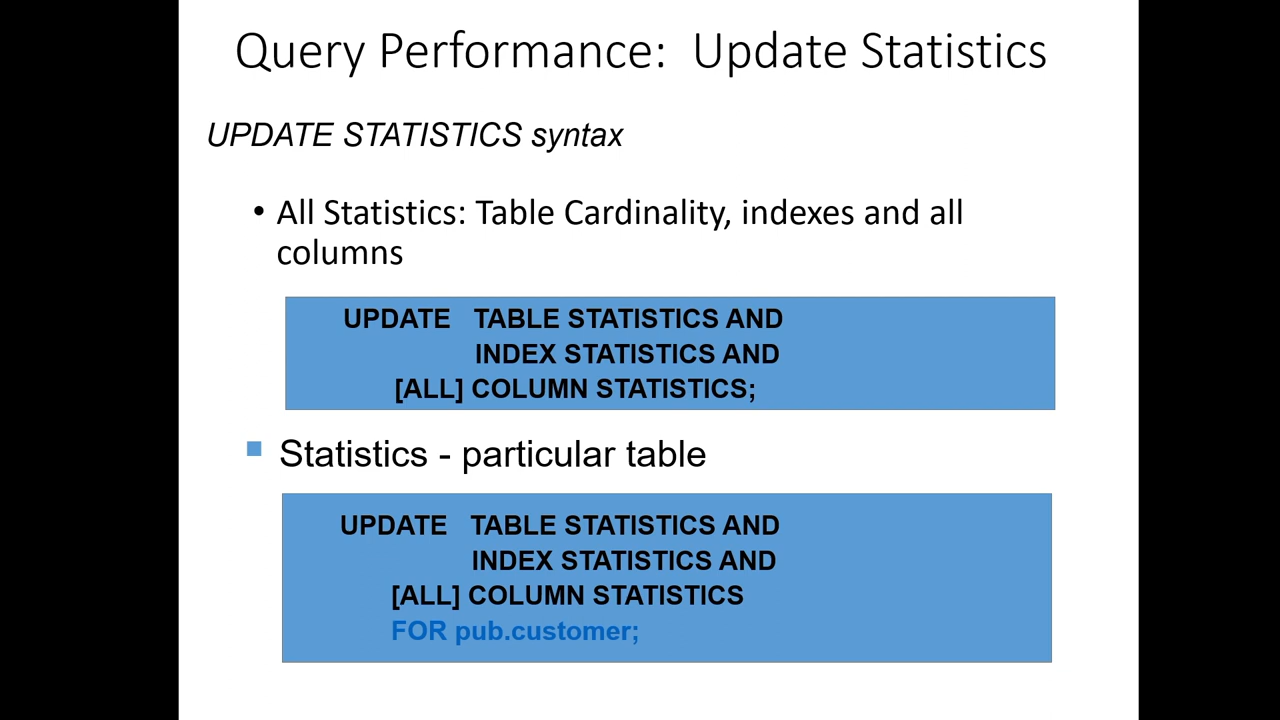 Query Performance: Update Statistics
UPDATE STATISTICS syntax
• All Statistics: Table Cardinality, indexes and all
columns
UPDATE TABLE STATISTICS AND
INDEX STATISTICS AND
[ALL] COLUMN STATISTICS;
Statistics - particular table
UPDATE TABLE STATISTICS AND
INDEX STATISTICS AND
[ALL] COLUMN STATISTICS
FOR pub.customer;